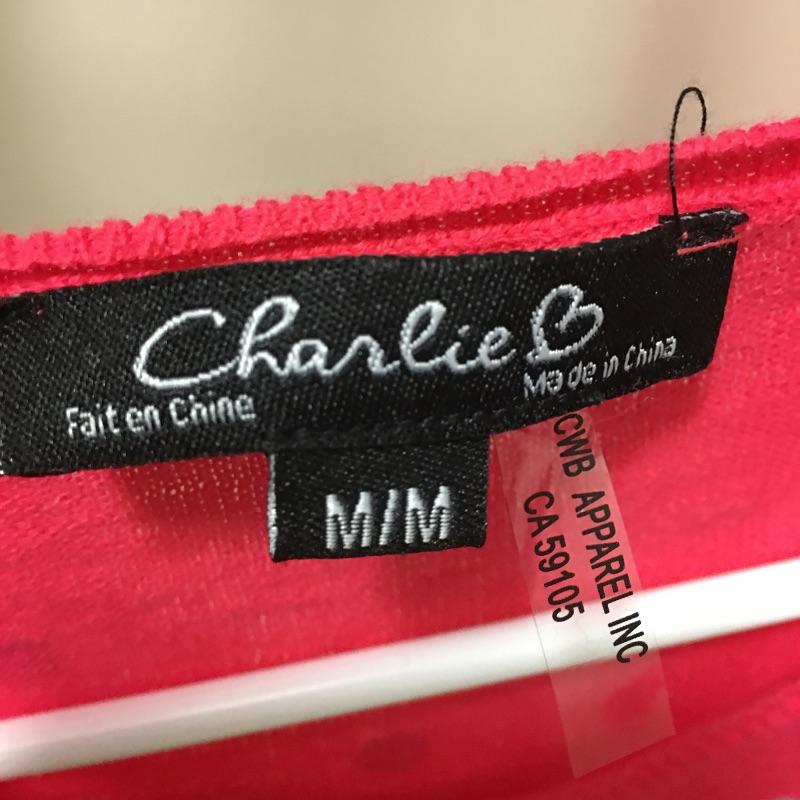 Charlie B
Fait en Chine
Made in China
M/M
CWB APPAREL INC
CA 59105